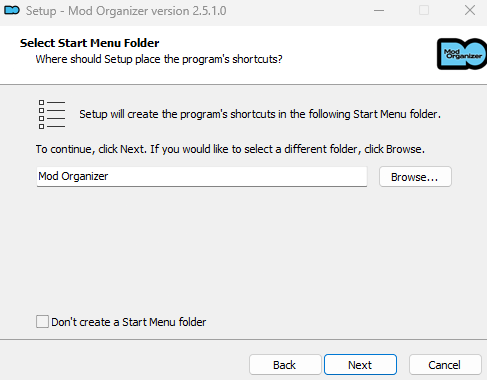 Setup - Mod Organizer version 2.5.1.0
Select Start Menu Folder
Where should Setup place the program's shortcuts?
Mod
Organizer
Setup will create the program's shortcuts in the following Start Menu folder.
To continue, click Next. If you would like to select a different folder, click Browse.
Mod Organizer
Browse...
Don't create a Start Menu folder
Back
Next
Cancel